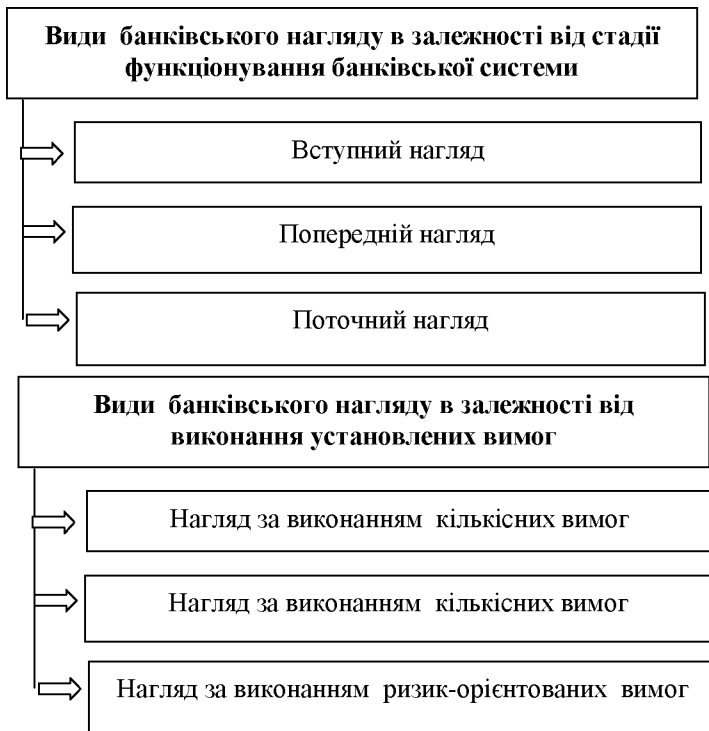 Види банківського нагляду в залежності від стадії
функціонування банківської системи
Вступний нагляд
Попередній нагляд
Поточний нагляд
Види банківського нагляду в залежності від
виконання установлених вимог
Нагляд за виконанням кількісних вимог
Нагляд за виконанням кількісних вимог
Нагляд за виконанням ризик-орієнтованих вимог